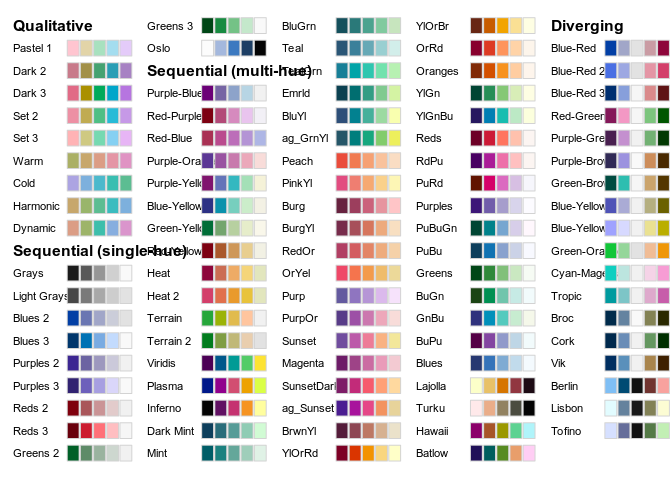 Qualitative
Pastel 1
Dark 2
Dark 3
Set 2
Set 3
Warm
Cold
Harmonic
Dynamic
Sequential (single-hue)
Grays
Light Grays
Blues 2
Blues 3
Purples 2
Purples 3
Reds 2
Reds 3
Greens 2
Greens 3
Oslo
Sequential (multi-hue)
Purple-Blue
Red-Purple
Red-Blue
Purple-Ora
Purple-Yell
Blue-Yellow
Green-Yell
Red-Yellow
Heat
Heat 2
Terrain
Terrain 2
Viridis
Plasma
Inferno
Dark Mint
Mint
BluGrn
Teal
TealGrn
Emrld
BluYl
ag_GrnYl
Peach
PinkYl
Burg
BurgYl
RedOr
OrYel
Purp
PurpOr
Sunset
Magenta
SunsetDark
ag_Sunset
BrwnYl
YlOrRd
YlOrBr
OrRd
Oranges
YlGn
YlGnBu
Reds
RdPu
PuRd
Purples
PuBuGn
PuBu
Greens
BuGn
GnBu
BuPu
Blues
Lajolla
Turku
Hawaii
Batlow
Diverging
Blue-Red
Blue-Red 2
Blue-Red 3
Red-Green
Purple-Gre
Purple-Brow
Green-Brow
Blue-Yellow
Blue-Yellow
Green-Ora
Cyan-Mage
Tropic
Broc
Cork
Vik
Berlin
Lisbon
Tofino